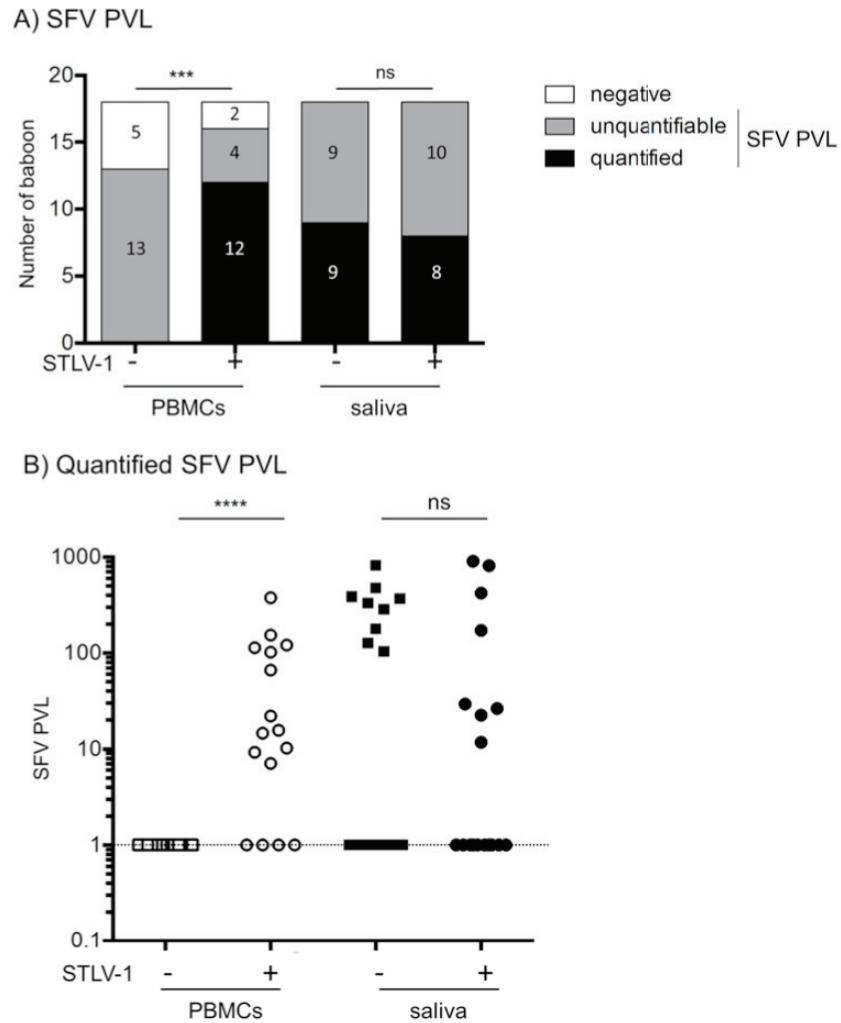 A) SFV PVL
*** ns
20
15
10
5
0
Number of baboon
5 2
4 9 10
13 12 9 8
negative
unquantifiable
quantified
SFV PVL
STLV-1 - + - +
PBMCs saliva
B) Quantified SFV PVL
**** ns
1000
100
10
1
0.1
SFV PVL
STLV-1 - + - +
PBMCs saliva